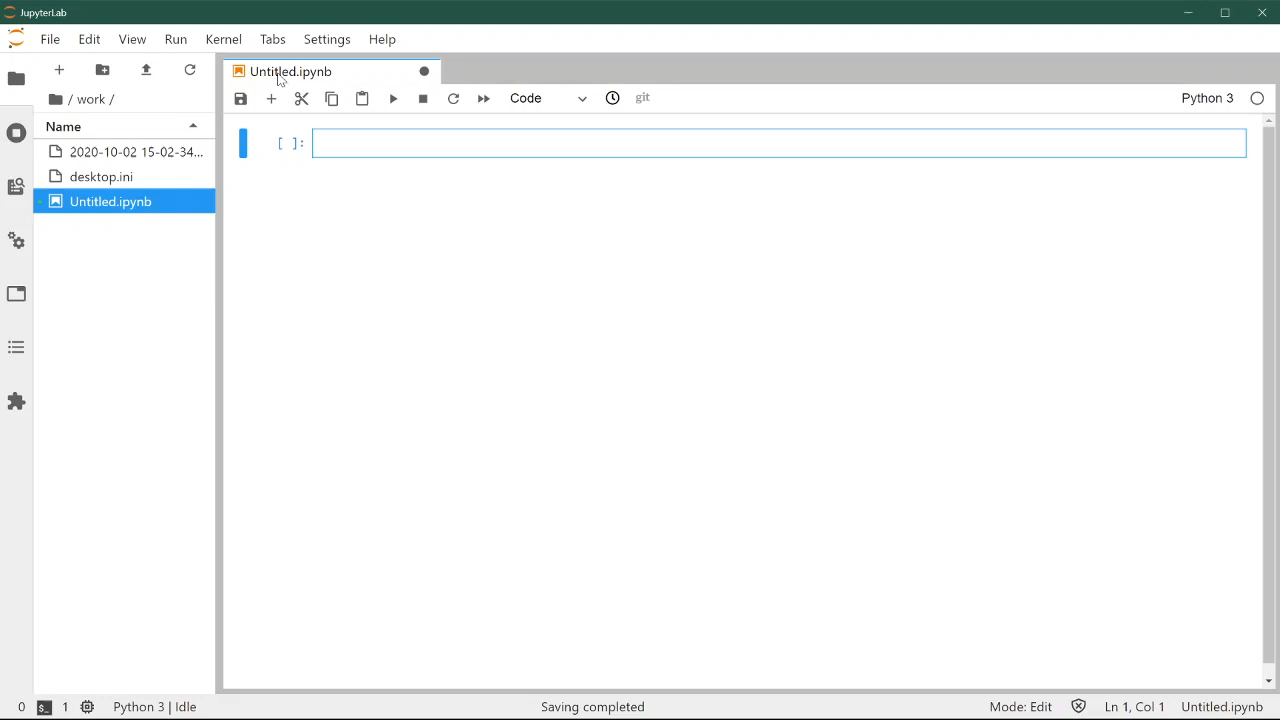 JupyterLab
File Edit View Run Kernel Tabs Settings Help
Untitled.ipynb
/ work /
Code git Python 3
Name
[ ]:
2020-10-02 15-02-34...
desktop.ini
Untitled.ipynb
0 $_ 1 Python 3 | Idle Saving completed Mode: Edit Ln 1, Col 1 Untitled.ipynb